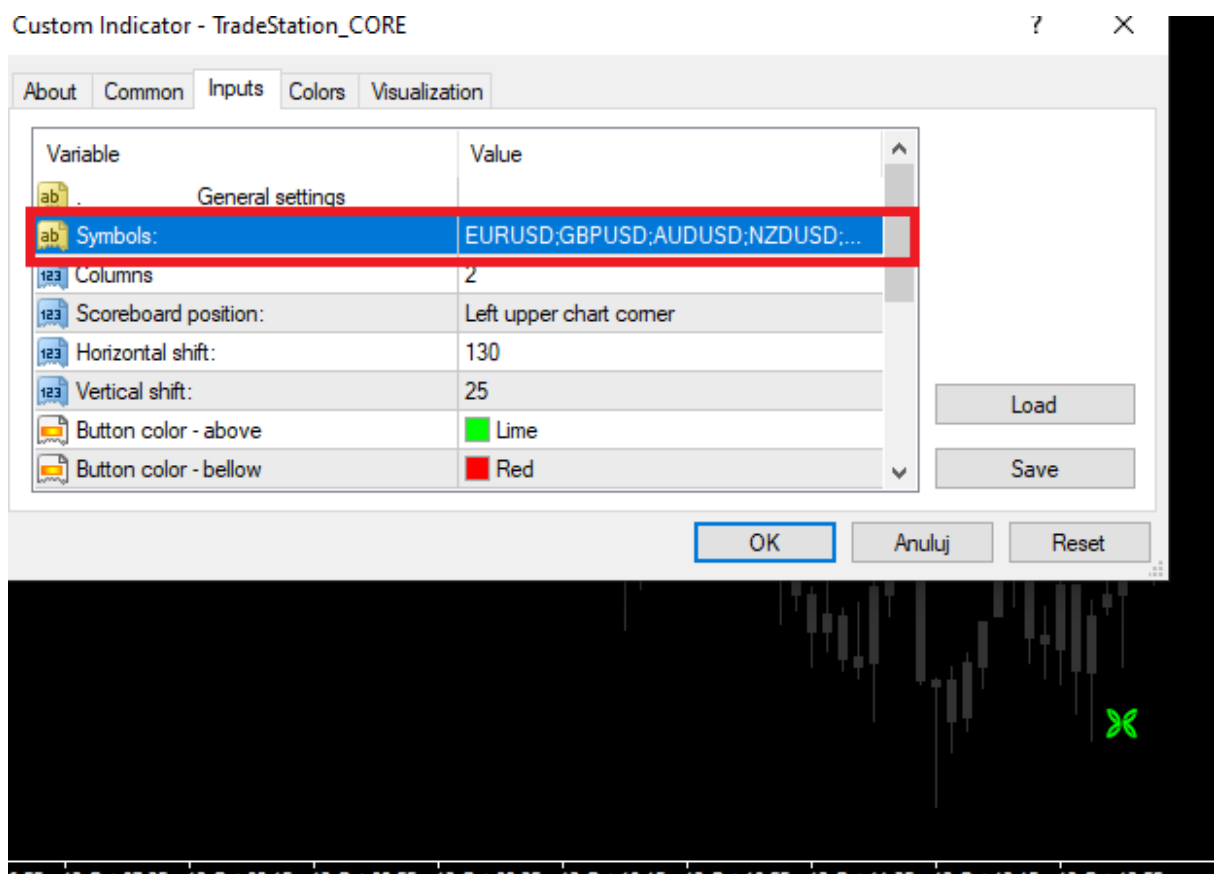 Custom Indicator - TradeStation_CORE
About Common Inputs Colors Visualization
Variable Value
. General settings
Symbols: EURUSD;GBPUSD;AUDUSD;NZDUSD;...
Columns 2
Scoreboard position: Left upper chart corner
Horizontal shift: 130
Vertical shift: 25
Load
Button color - above Lime
Button color - bellow Red
Save
OK Anuluj Reset